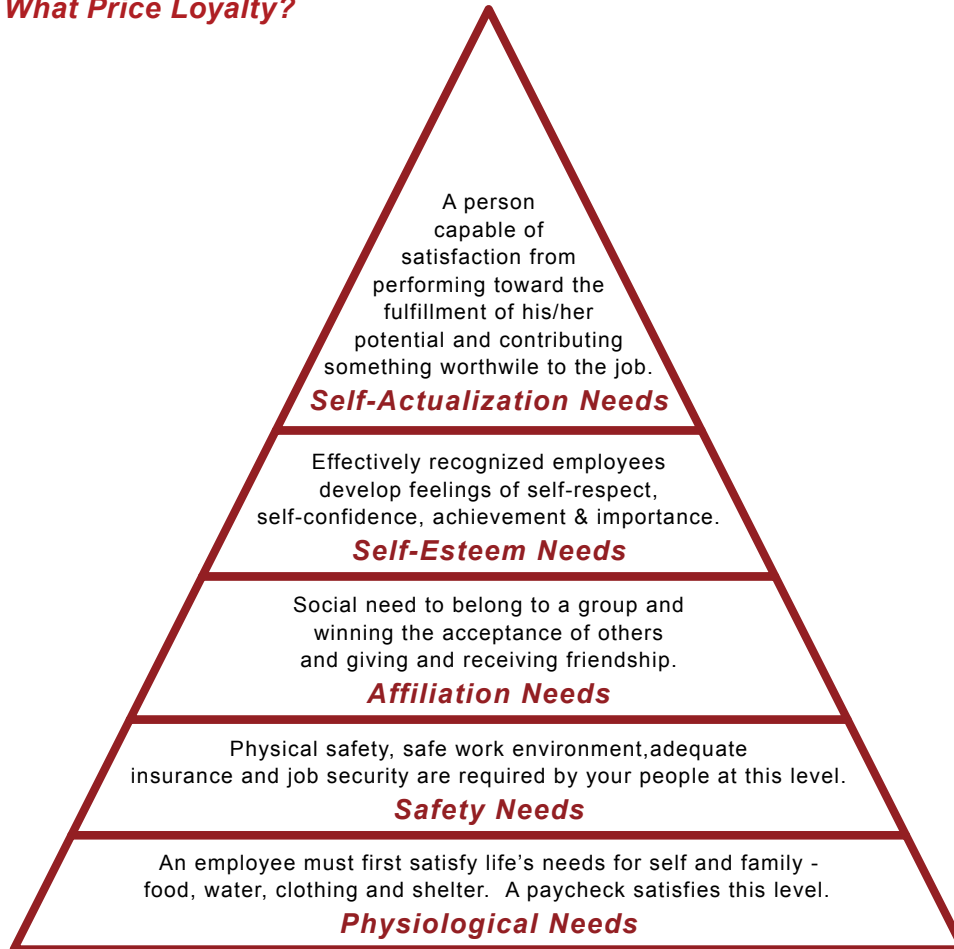 What Price Loyalty?
A person
capable of
satisfaction from
performing toward the
fulfillment of his/her
potential and contributing
something worthwile to the job.
Self-Actualization Needs
Effectively recognized employees
develop feelings of self-respect,
self-confidence, achievement & importance.
Self-Esteem Needs
Social need to belong to a group and
winning the acceptance of others
and giving and receiving friendship.
Affiliation Needs
Physical safety, safe work environment,adequate
insurance and job security are required by your people at this level.
Safety Needs
An employee must first satisfy life’s needs for self and family -
food, water, clothing and shelter.  A paycheck satisfies this level.
Physiological Needs